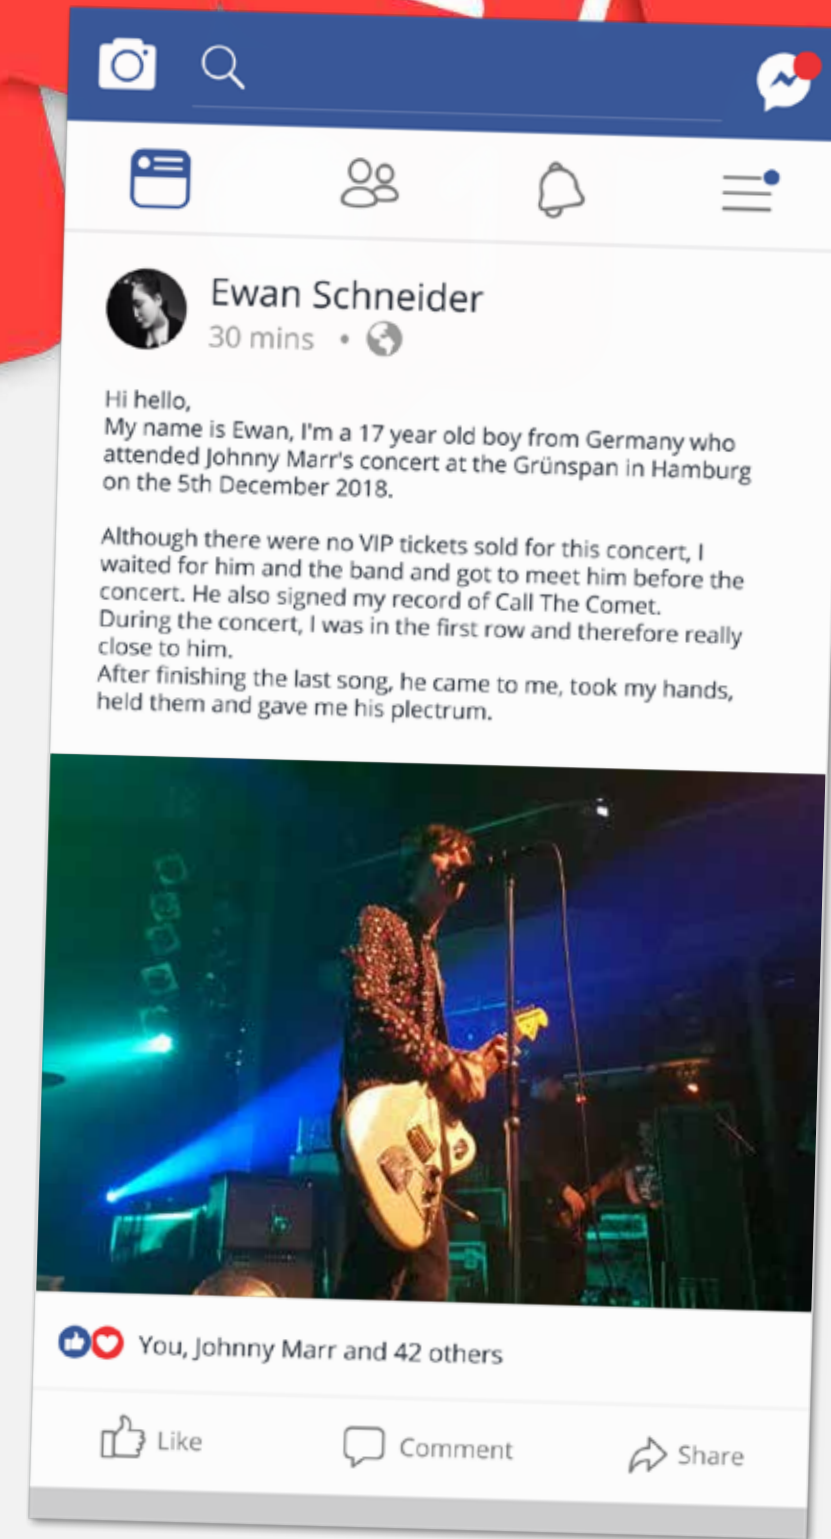 Ewan Schneider
30 mins
Hi hello,
My name is Ewan, I'm a 17 year old boy from Germany who
attended Johnny Marr's concert at the Grünspan in Hamburg
on the 5th December 2018.
Although there were no VIP tickets sold for this concert, I
waited for him and the band and got to meet him before the
concert. He also signed my record of Call The Comet.
During the concert, I was in the first row and therefore really
close to him.
After finishing the last song, he came to me, took my hands,
held them and gave me his plectrum.
You, Johnny Marr and 42 others
Like Comment Share